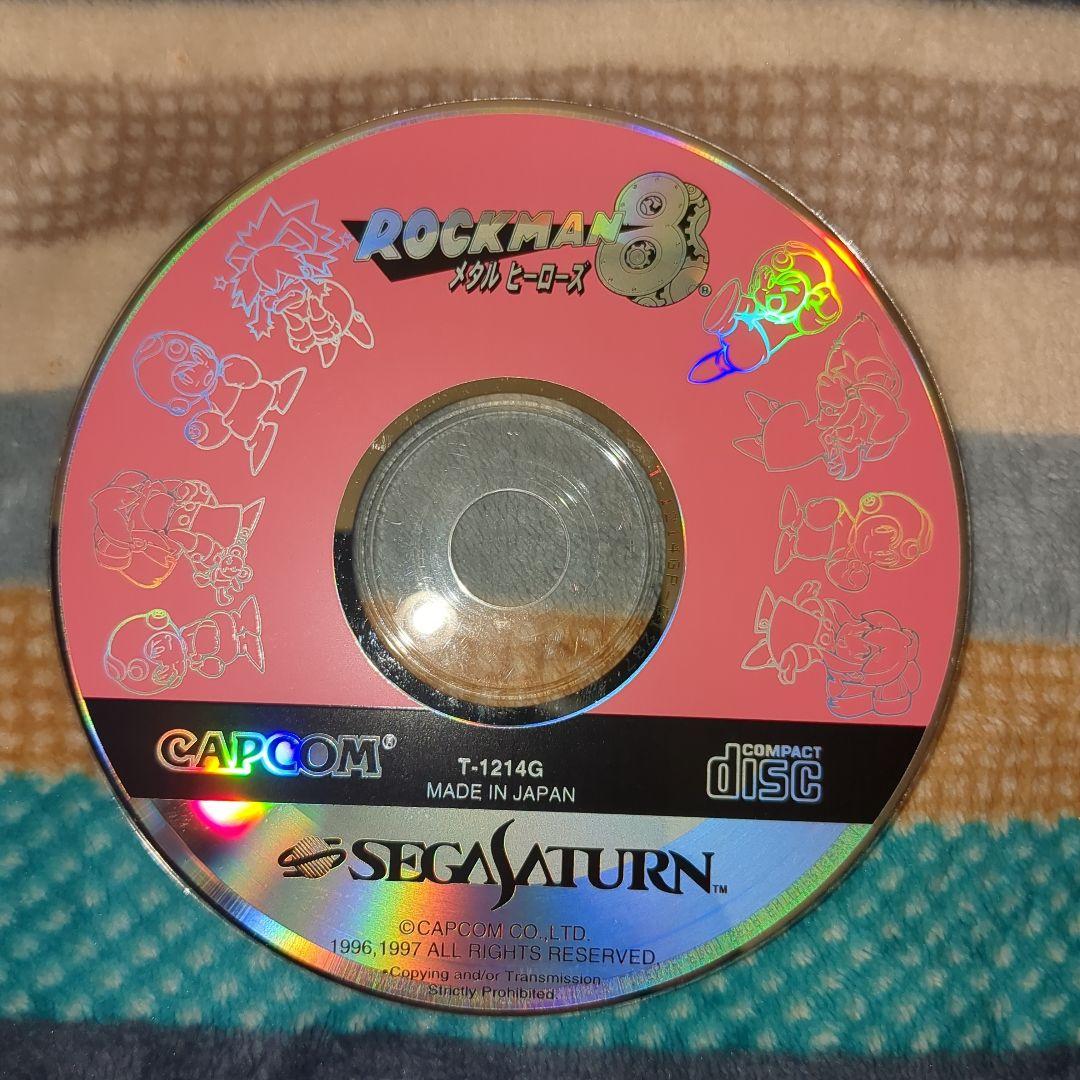 ROCKMAN 8
メタル ヒーローズ ®
CAPCOM®
T-1214G
MADE IN JAPAN
COMPACT
disc
SEGA SATURN™
©CAPCOM CO.,LTD.
1996,1997 ALL RIGHTS RESERVED.
•Copying and/or Transmission
Strictly Prohibited.